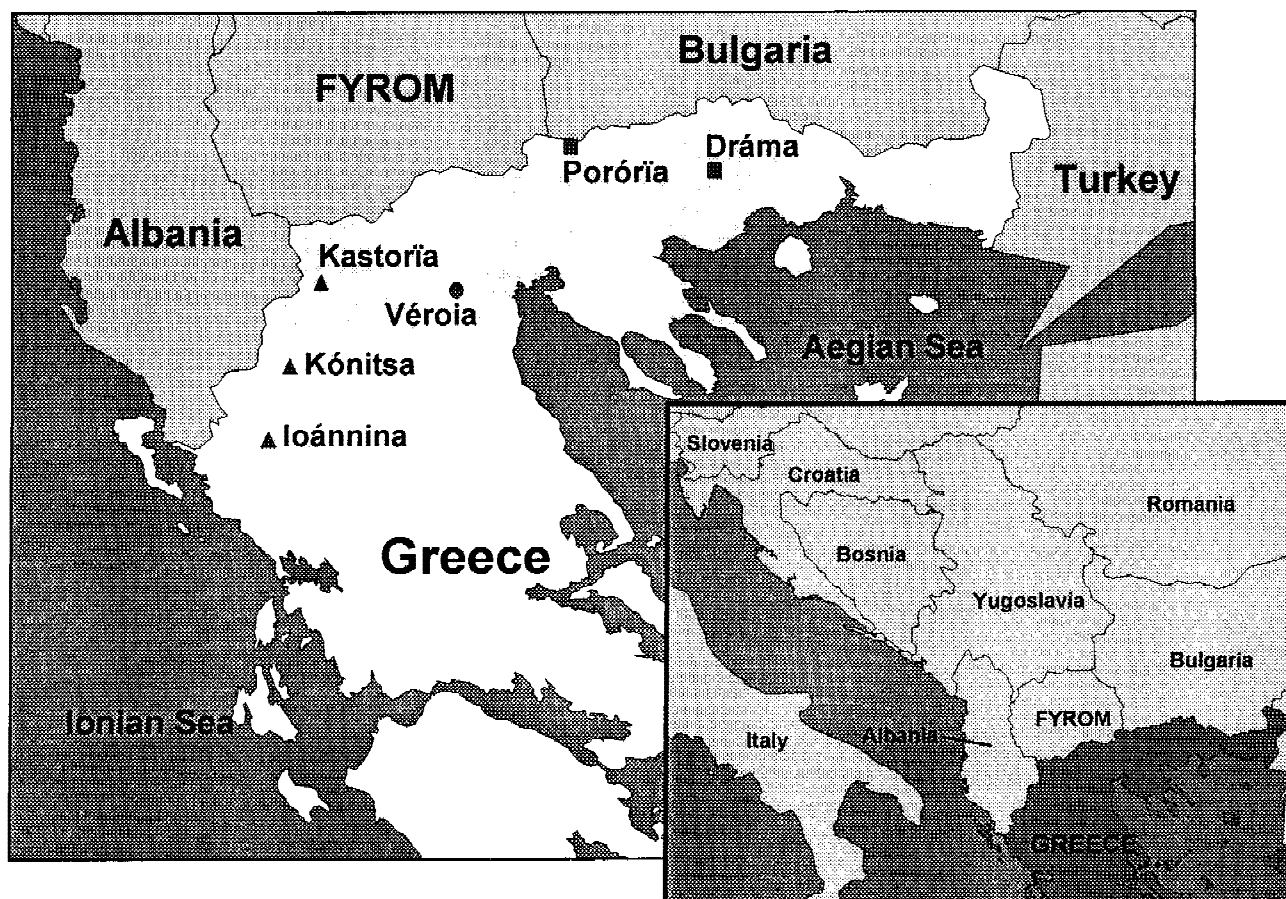 Bulgaria
FYROM
Dráma
Porórïa
Turkey
Albania
Kastorïa
Véroia
Aegian Sea
Kónitsa
Ioánnina
Greece
Ionian Sea
Slovenia
Croatia
Romania
Bosnia
Yugoslavia
Bulgaria
FYROM
Italy
Albania
GREECE